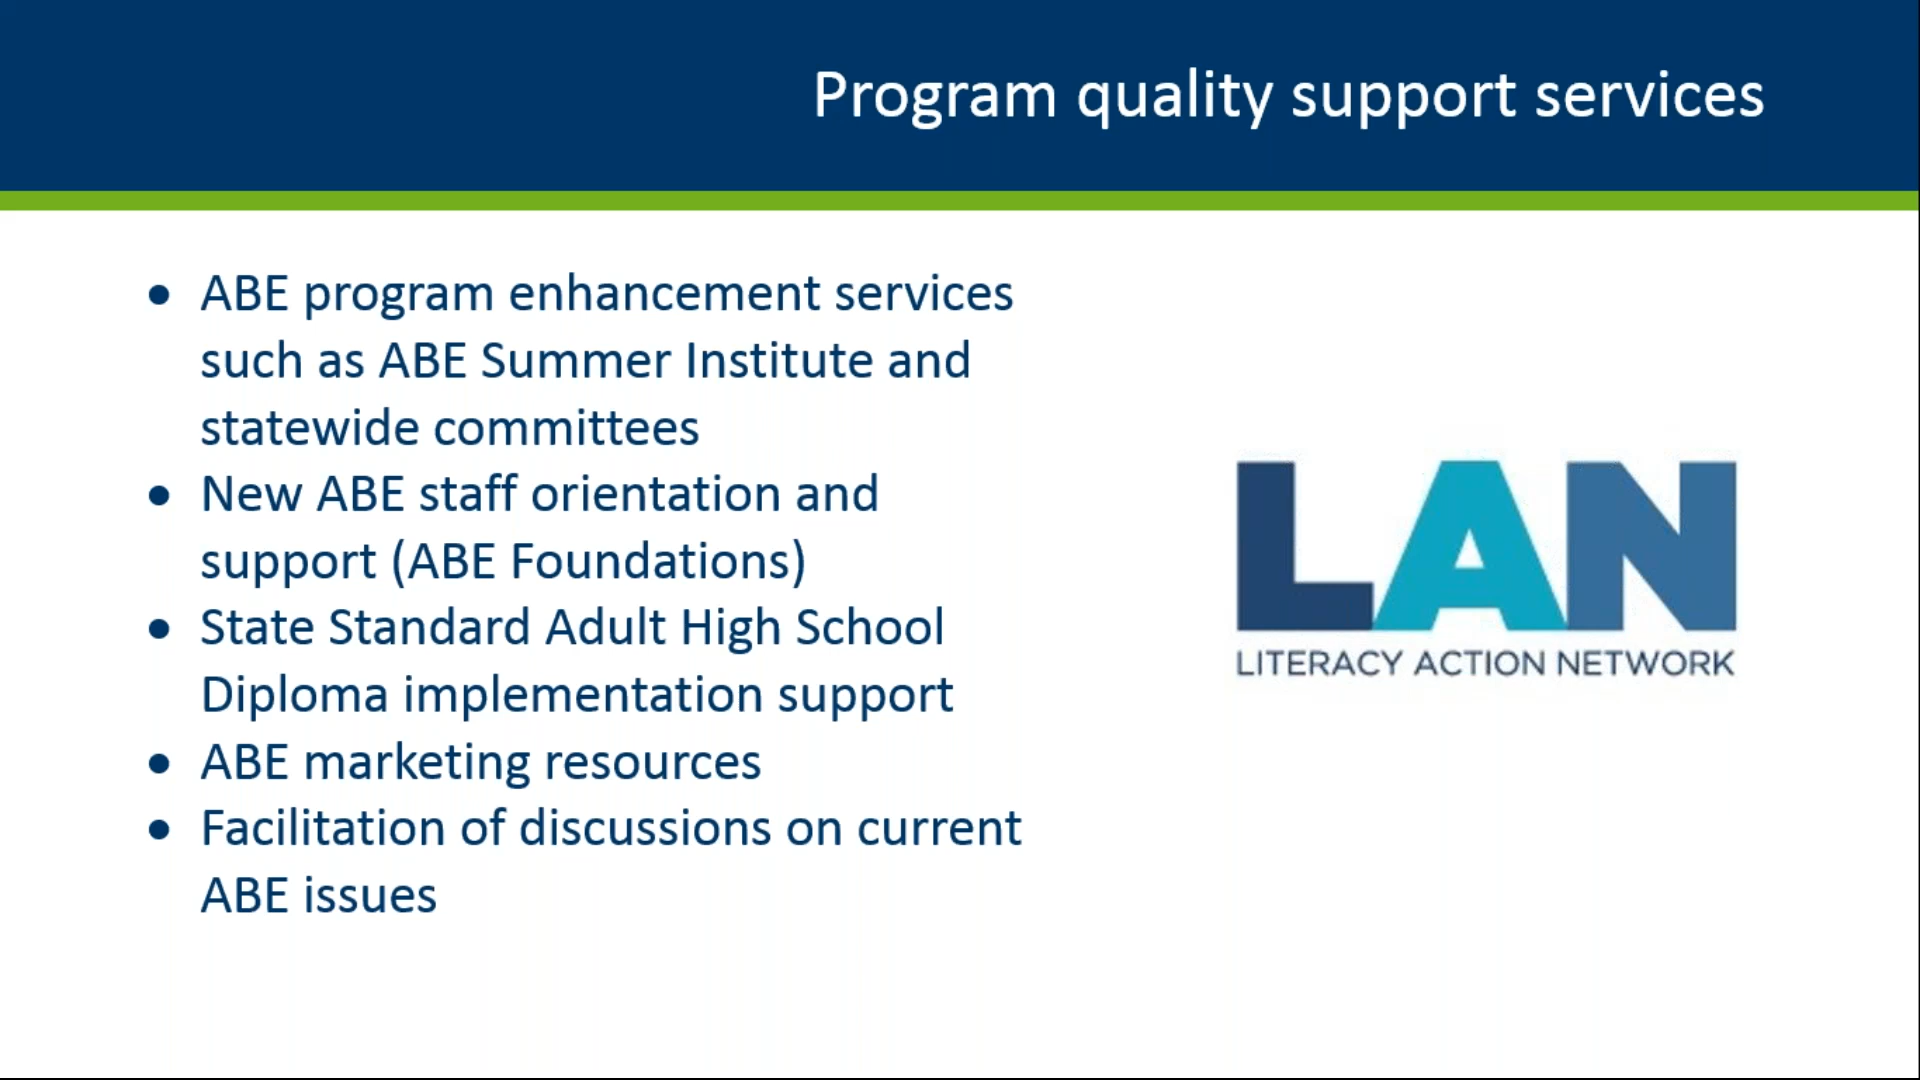 Program quality support services
• ABE program enhancement services
such as ABE Summer Institute and
statewide committees
• New ABE staff orientation and
support (ABE Foundations)
• State Standard Adult High School
Diploma implementation support
• ABE marketing resources
• Facilitation of discussions on current
ABE issues
LAN
LITERACY ACTION NETWORK